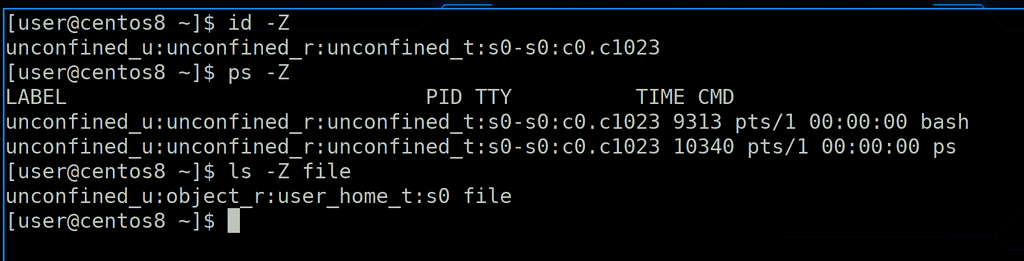 [user@centos8 ~]$ id -Z
unconfined_u:unconfined_r:unconfined_t:s0-s0:c0.c1023
[user@centos8 ~]$ ps -Z
LABEL                             PID TTY          TIME CMD
unconfined_u:unconfined_r:unconfined_t:s0-s0:c0.c1023 9313 pts/1 00:00:00 bash
unconfined_u:unconfined_r:unconfined_t:s0-s0:c0.c1023 10340 pts/1 00:00:00 ps
[user@centos8 ~]$ ls -Z file
unconfined_u:object_r:user_home_t:s0 file
[user@centos8 ~]$